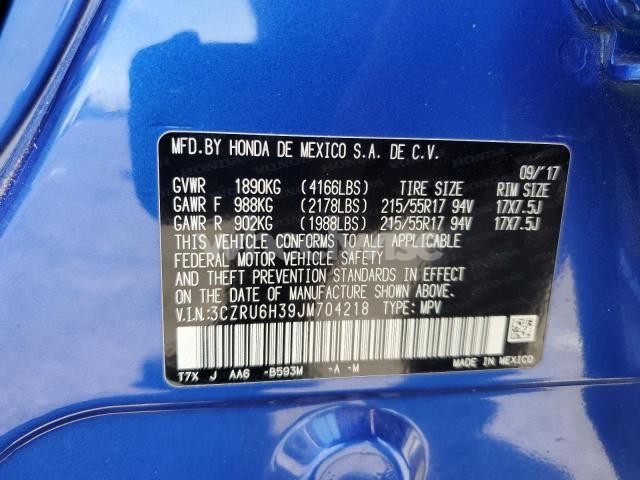 MFD.BY HONDA DE MEXICO S.A. DE C.V.
09/'17
GVWR 1890KG (4166LBS) TIRE SIZE RIM SIZE
GAWR F 988KG (2178LBS) 215/55R17 94V 17X7.5J
GAWR R 902KG (1988LBS) 215/55R17 94V 17X7.5J
THIS VEHICLE CONFORMS TO ALL APPLICABLE
FEDERAL MOTOR VEHICLE SAFETY
AND THEFT PREVENTION STANDARDS IN EFFECT
ON THE DATE OF MANUFACTURE SHOWN ABOVE.
V.I.N:3CZRU6H39JM704218 TYPE: MPV
T7X J AA6 -B593M -A -M
MADE IN MEXICO